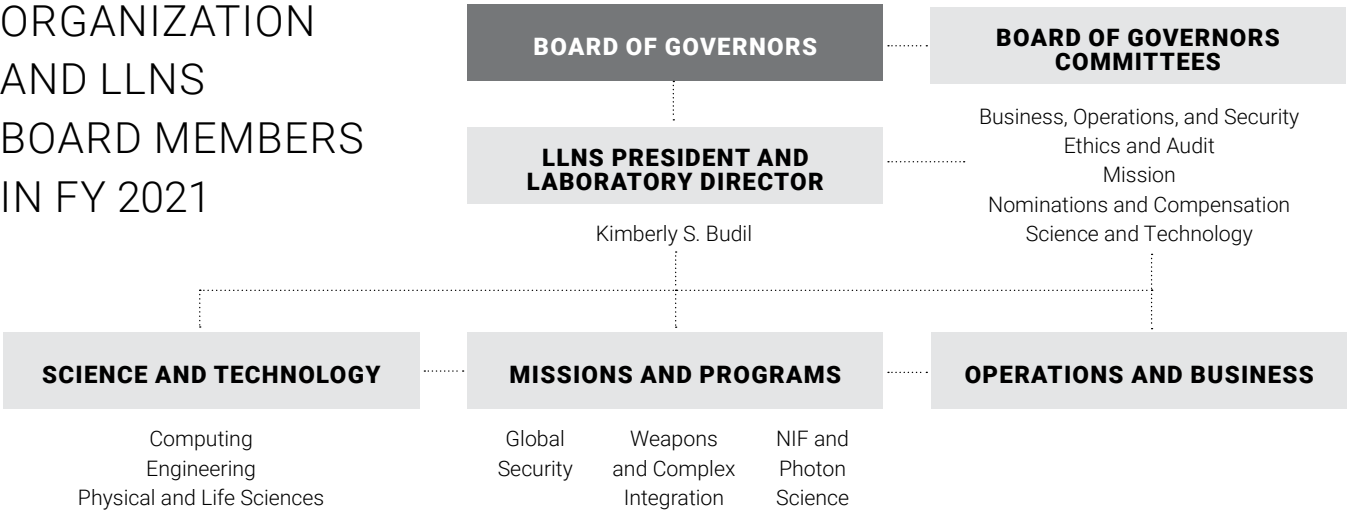 ORGANIZATION
AND LLNS
BOARD MEMBERS
IN FY 2021
BOARD OF GOVERNORS
BOARD OF GOVERNORS
COMMITTEES
Business, Operations, and Security
Ethics and Audit
Mission
Nominations and Compensation
Science and Technology
LLNS PRESIDENT AND
LABORATORY DIRECTOR
Kimberly S. Budil
SCIENCE AND TECHNOLOGY
Computing
Engineering
Physical and Life Sciences
MISSIONS AND PROGRAMS
Global
Security
Weapons
and Complex
Integration
NIF and
Photon
Science
OPERATIONS AND BUSINESS